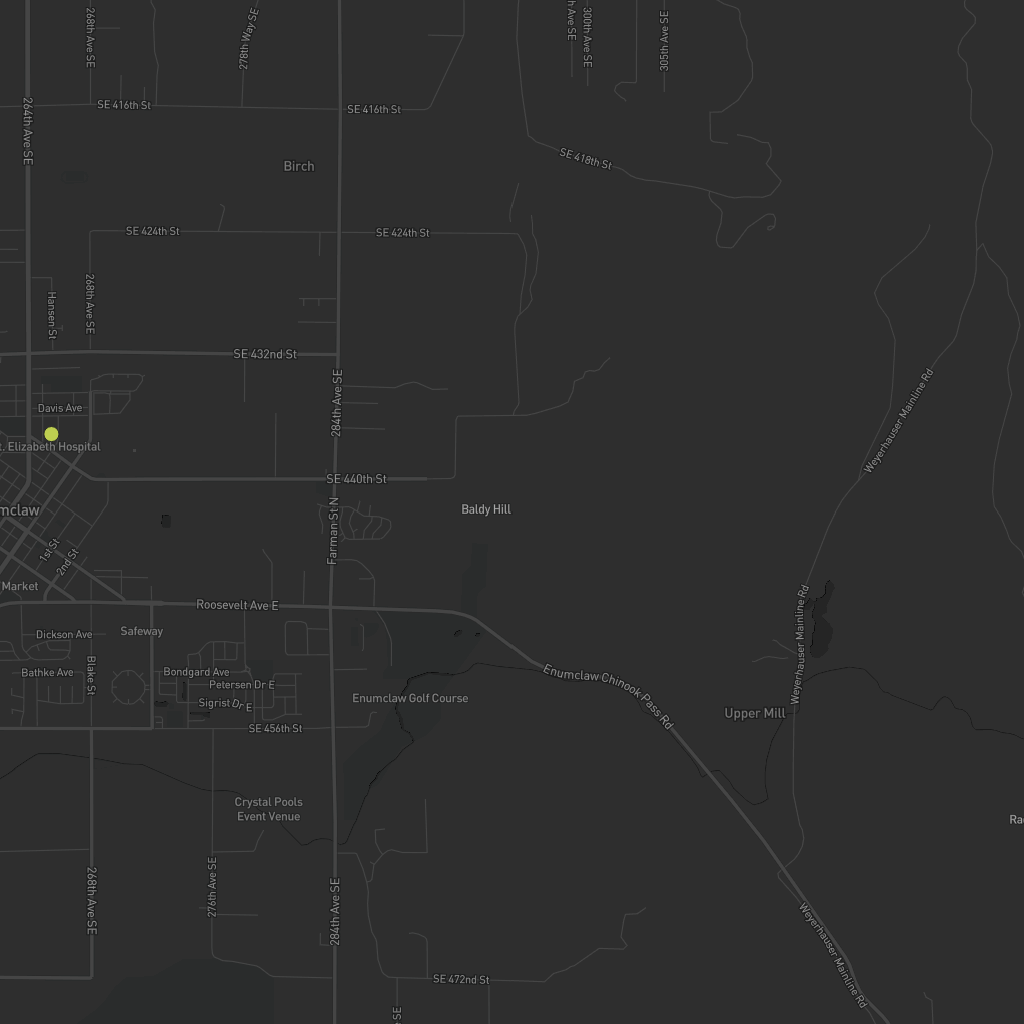 268th Ave SE
278th Way SE
h Ave SE
300th Ave SE
305th Ave SE
264th Ave SE
SE 416th St
SE 416th St
SE 418th St
Birch
SE 424th St
SE 424th St
268th Ave SE
Hansen St
SE 432nd St
284th Ave SE
Weyerhauser Mainline Rd
Davis Ave
t. Elizabeth Hospital
SE 440th St
mclaw
Baldy Hill
Farman St N
1st St
2nd St
Market
Roosevelt Ave E
Weyerhauser Mainline Rd
Dickson Ave
Safeway
Bathke Ave
Blake St
Bondgard Ave
Petersen Dr E
Sigrist Dr E
Enumclaw Chinook Pass Rd
Enumclaw Golf Course
Upper Mill
SE 456th St
Crystal Pools
Event Venue
Ra
268th Ave SE
276th Ave SE
284th Ave SE
Weyerhauser Mainline Rd
SE 472nd St
SE